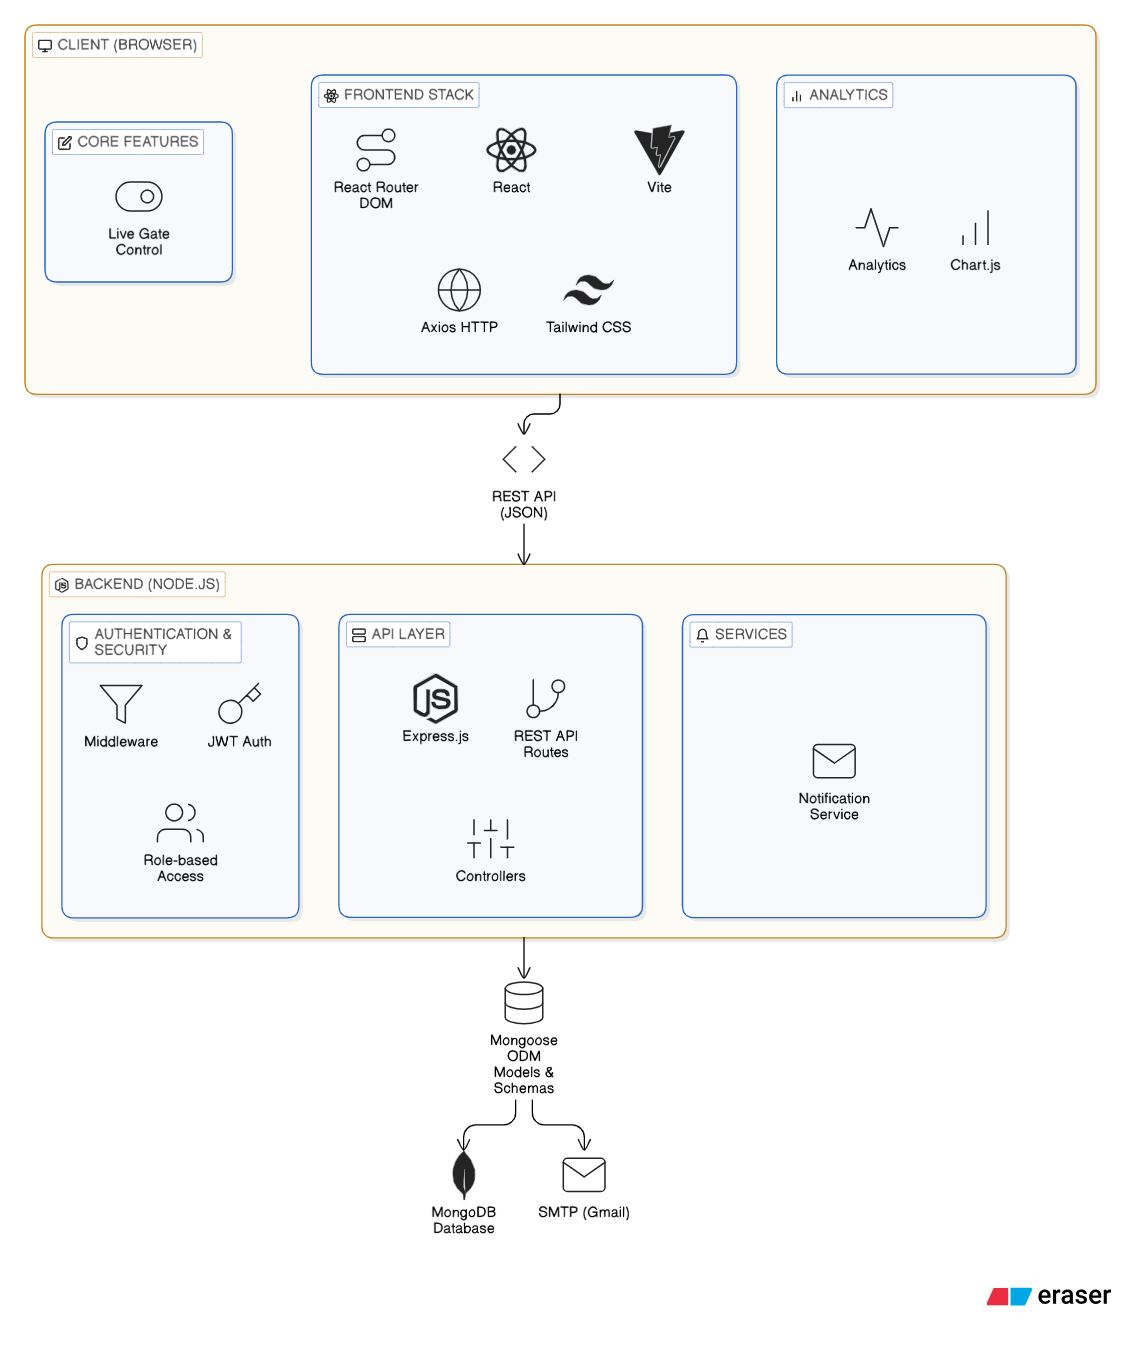 CLIENT (BROWSER)
CORE FEATURES
Live Gate
Control
FRONTEND STACK
React Router
DOM
React
Vite
Axios HTTP
Tailwind CSS
ANALYTICS
Analytics
Chart.js
REST API
(JSON)
BACKEND (NODE.JS)
AUTHENTICATION &
SECURITY
Middleware
JWT Auth
Role-based
Access
API LAYER
JS
Express.js
REST API
Routes
Controllers
SERVICES
Notification
Service
Mongoose
ODM
Models &
Schemas
MongoDB
Database
SMTP (Gmail)
eraser